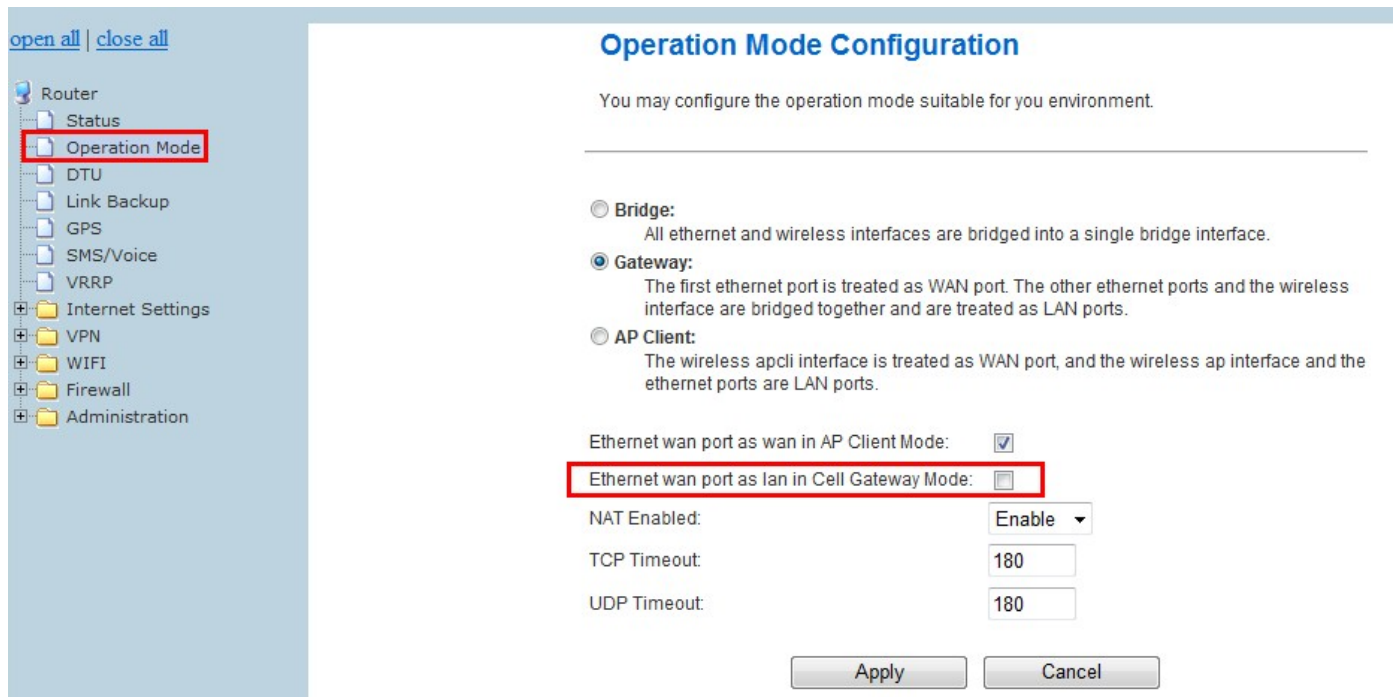 open all | close all
Router
Status
Operation Mode
DTU
Link Backup
GPS
SMS/Voice
VRRP
Internet Settings
VPN
WIFI
Firewall
Administration
Operation Mode Configuration
You may configure the operation mode suitable for you environment.
Bridge:
All ethernet and wireless interfaces are bridged into a single bridge interface.
Gateway:
The first ethernet port is treated as WAN port. The other ethernet ports and the wireless
interface are bridged together and are treated as LAN ports.
AP Client:
The wireless apcli interface is treated as WAN port, and the wireless ap interface and the
ethernet ports are LAN ports.
Ethernet wan port as wan in AP Client Mode:
Ethernet wan port as lan in Cell Gateway Mode:
NAT Enabled: Enable
TCP Timeout: 180
UDP Timeout: 180
Apply Cancel